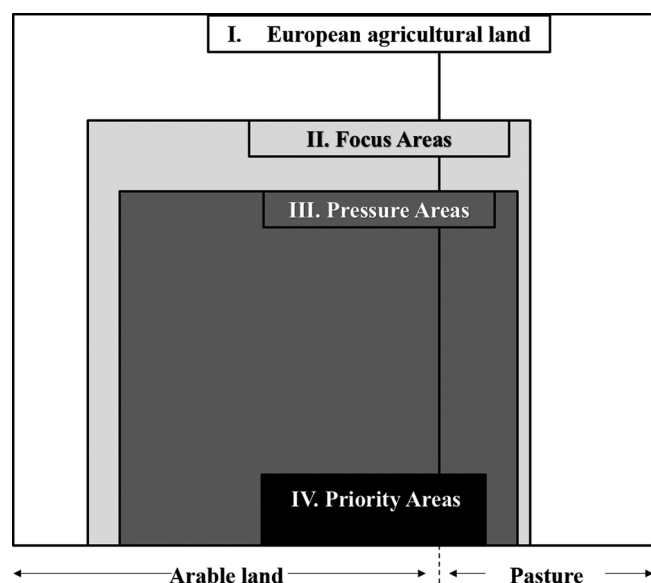 I. European agricultural land
II. Focus Areas
III. Pressure Areas
IV. Priority Areas
Arable land
Pasture